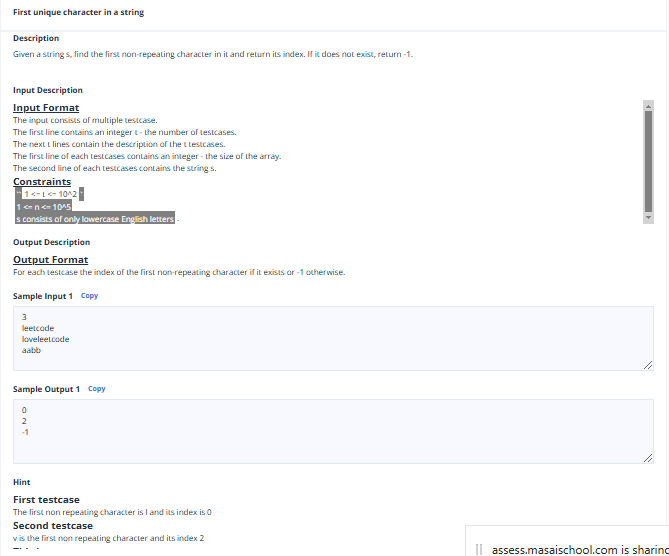 First unique character in a string
Description
Given a string s, find the first non-repeating character in it and return its index. If it does not exist, return -1.
Input Description
Input Format
The input consists of multiple testcase.
The first line contains an integer t - the number of testcases.
The next t lines contain the description of the t testcases.
The first line of each testcases contains an integer - the size of the array.
The second line of each testcases contains the string s.
Constraints
1 <= t <= 10^2
1 <= n <= 10^5
s consists of only lowercase English letters .
Output Description
Output Format
For each testcase the index of the first non-repeating character if it exists or -1 otherwise.
Sample Input 1 Copy
3
leetcode
loveleetcode
aabb
Sample Output 1 Copy
0
2
-1
Hint
First testcase
The first non repeating character is l and its index is 0
Second testcase
v is the first non repeating character and its index 2
assess.masaischool.com is sharing